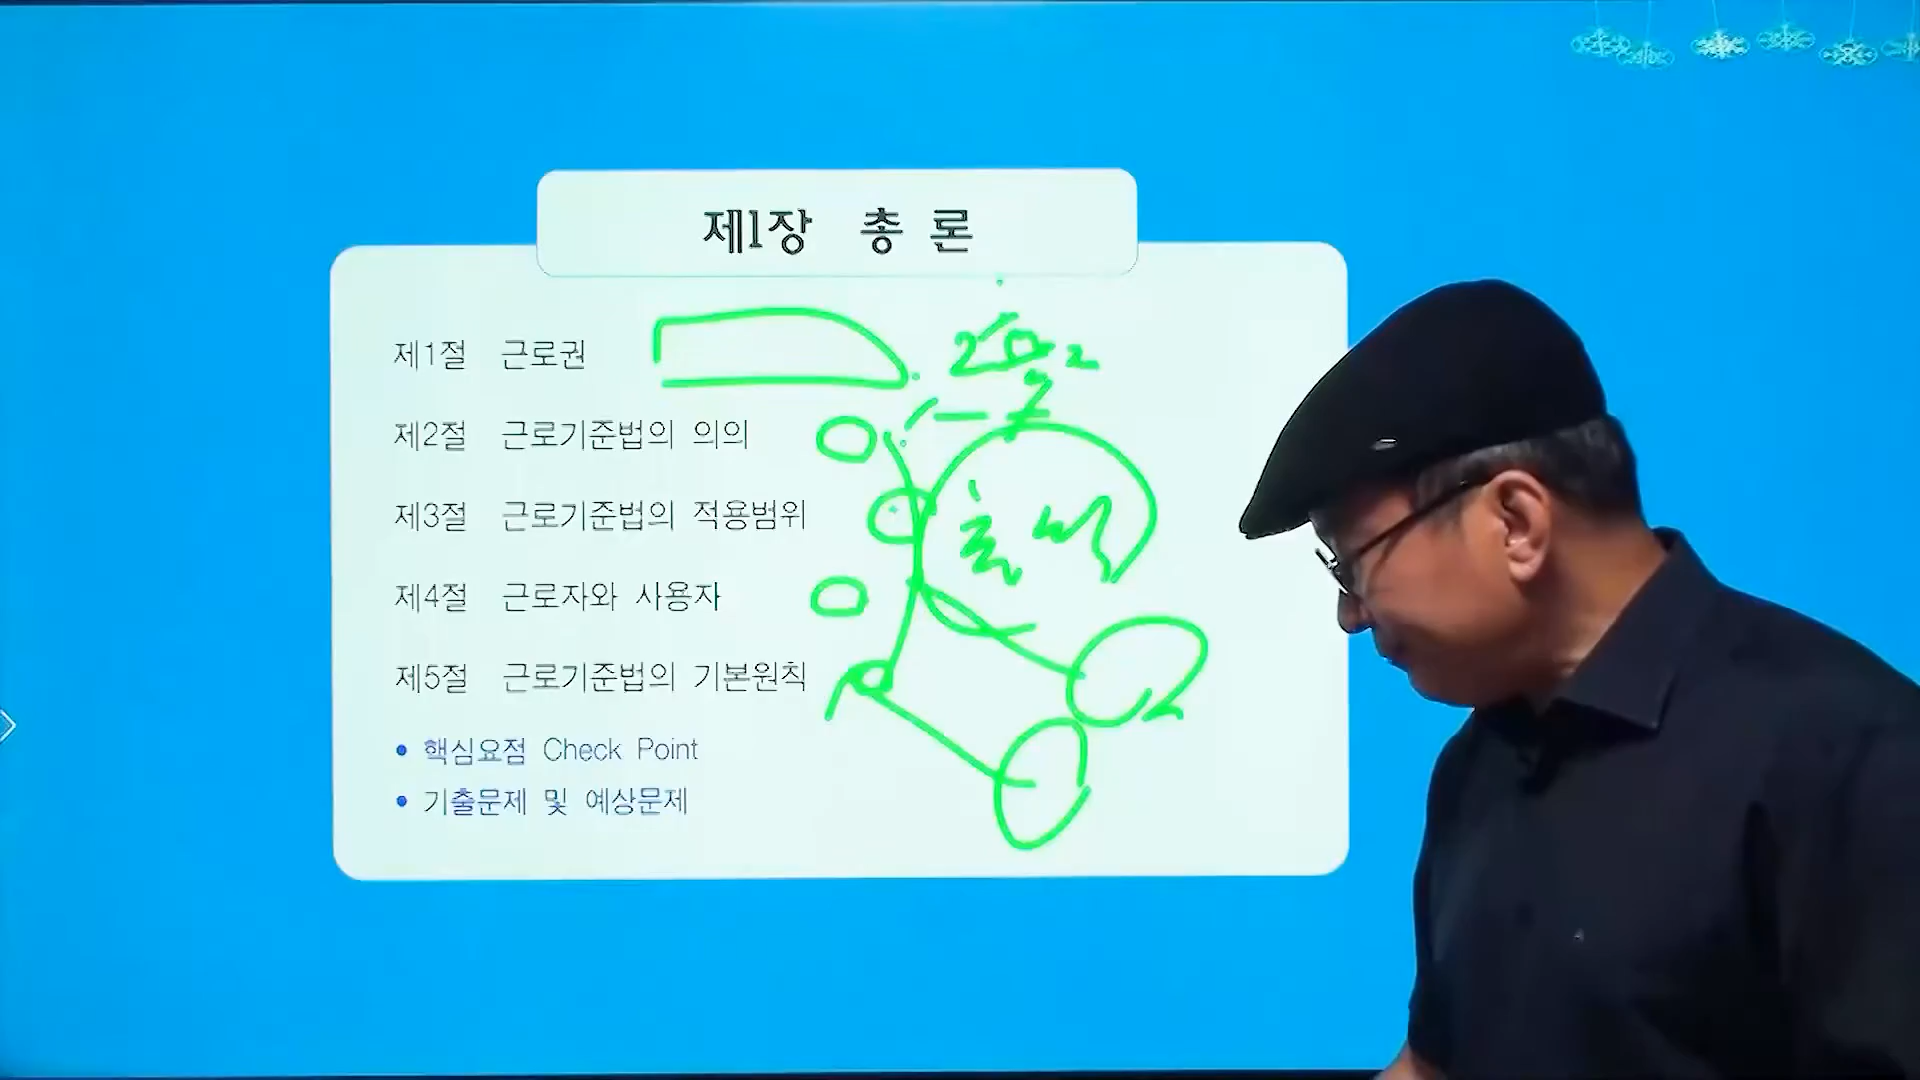 제1장 총 론
제1절 근로권
제2절 근로기준법의 의의
제3절 근로기준법의 적용범위
제4절 근로자와 사용자
제5절 근로기준법의 기본원칙
• 핵심요점 Check Point
• 기출문제 및 예상문제